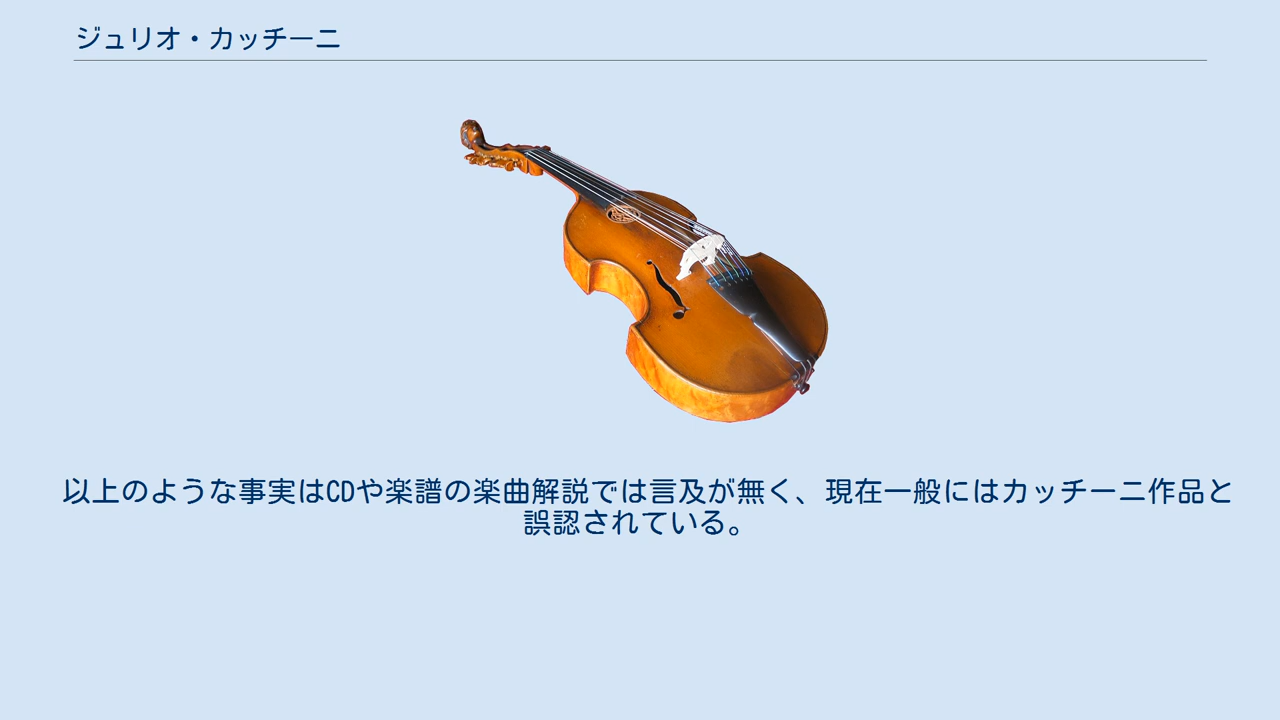 ジュリオ・カッチーニ
以上のような事実はCDや楽譜の楽曲解説では言及が無く、現在一般にはカッチーニ作品と
誤認されている。